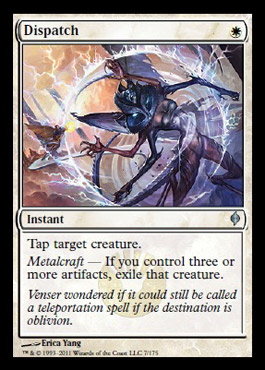 Dispatch
Instant
Tap target creature.
Metalcraft — If you control three or
more artifacts, exile that creature.
Venser wondered if it could still be called
a teleportation spell if the destination is
oblivion.
Erica Yang
™ & © 1993-2011 Wizards of the Coast LLC 7/175